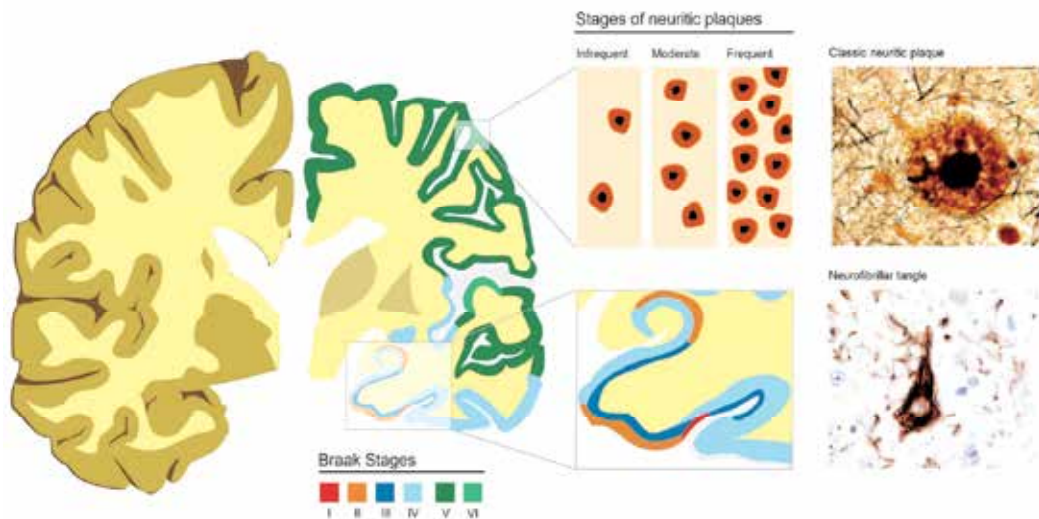 Stages of neuritic plaques
Infrequent
Moderate
Frequent
Classic neuritic plaque
Neurofibrillar tangle
Braak Stages
I
II
III
IV
V
VI